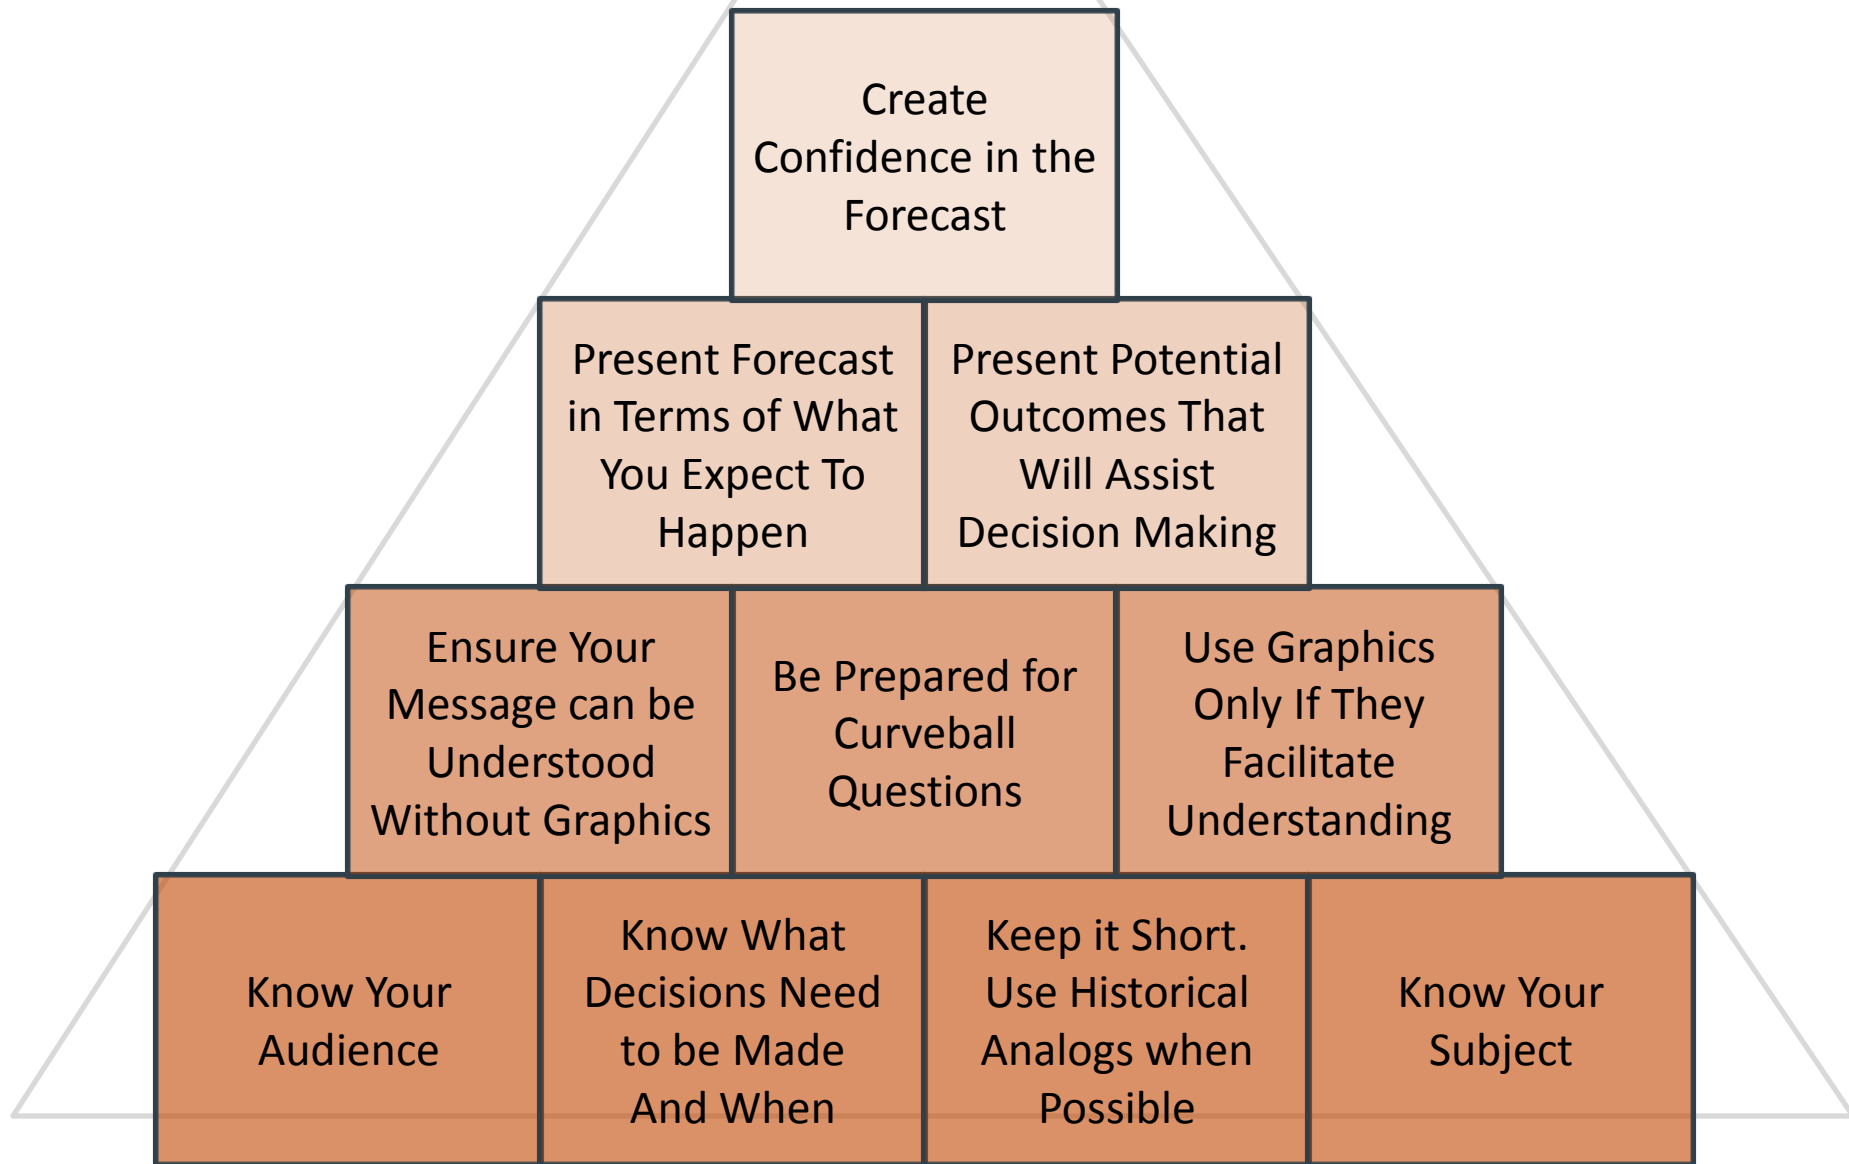 Create
Confidence in the
Forecast
Present Forecast
in Terms of What
You Expect To
Happen
Present Potential
Outcomes That
Will Assist
Decision Making
Ensure Your
Message can be
Understood
Without Graphics
Be Prepared for
Curveball
Questions
Use Graphics
Only If They
Facilitate
Understanding
Know Your
Audience
Know What
Decisions Need
to be Made
And When
Keep it Short.
Use Historical
Analogs when
Possible
Know Your
Subject